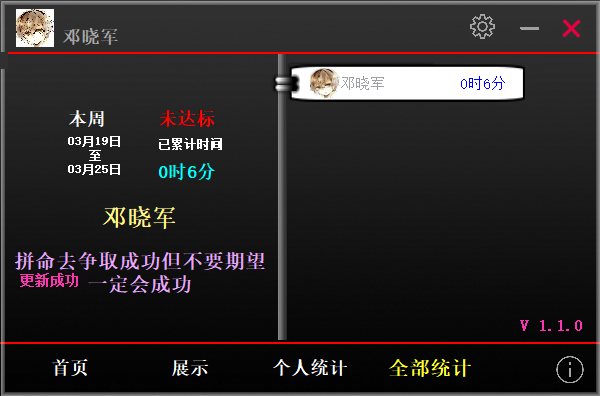 邓晓军
邓晓军
0时6分
本周
未达标
03月19日
至
03月25日
已累计时间
0时6分
邓晓军
拼命去争取成功但不要期望
一定会成功
更新成功
V 1.1.0
首页
展示
个人统计
全部统计